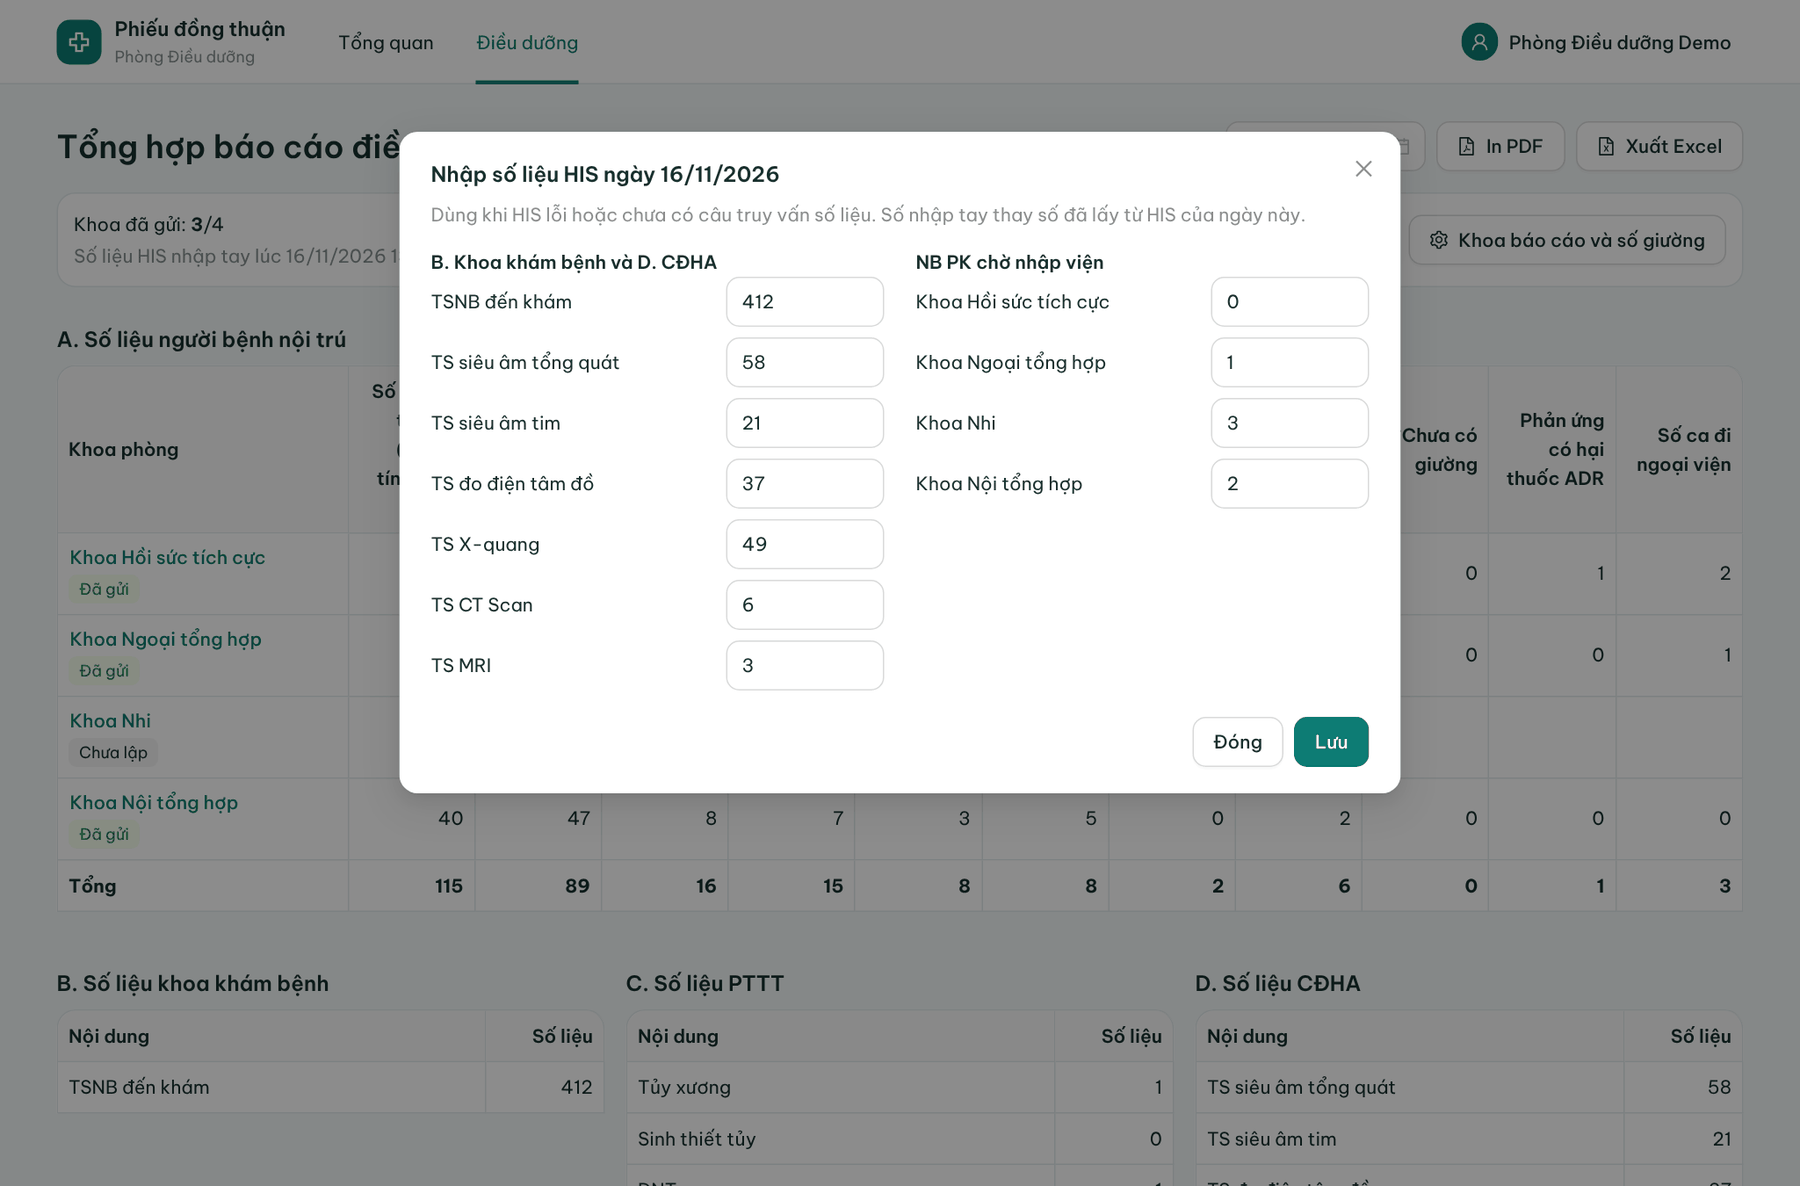 Phiếu đồng thuận
Phòng Điều dưỡng
Tổng quan
Điều dưỡng
Phòng Điều dưỡng Demo
Tổng hợp báo cáo
In PDF
Xuất Excel
Khoa đã gửi: 3/4
Số liệu HIS nhập tay lúc 16/11/2026
Khoa báo cáo và số giường
Nhập số liệu HIS ngày 16/11/2026
Dùng khi HIS lỗi hoặc chưa có câu truy vấn số liệu. Số nhập tay thay số đã lấy từ HIS của ngày này.
B. Khoa khám bệnh và D. CĐHA
TSNB đến khám 412
TS siêu âm tổng quát 58
TS siêu âm tim 21
TS đo điện tâm đồ 37
TS X-quang 49
TS CT Scan 6
TS MRI 3
NB PK chờ nhập viện
Khoa Hồi sức tích cực 0
Khoa Ngoại tổng hợp 1
Khoa Nhi 3
Khoa Nội tổng hợp 2
Đóng
Lưu
A. Số liệu người bệnh nội trú
Khoa phòng
Số
Chưa có
giường
Phản ứng
có hại
thuốc ADR
Số ca đi
ngoại viện
Khoa Hồi sức tích cực
Đã gửi
0 1 2
Khoa Ngoại tổng hợp
Đã gửi
0 0 1
Khoa Nhi
Chưa lập
Khoa Nội tổng hợp
Đã gửi
40 47 8 7 3 5 0 2 0 0 0
Tổng 115 89 16 15 8 8 2 6 0 1 3
B. Số liệu khoa khám bệnh
Nội dung Số liệu
TSNB đến khám 412
C. Số liệu PTTT
Nội dung Số liệu
Tủy xương 1
Sinh thiết tủy 0
D. Số liệu CĐHA
Nội dung Số liệu
TS siêu âm tổng quát 58
TS siêu âm tim 21